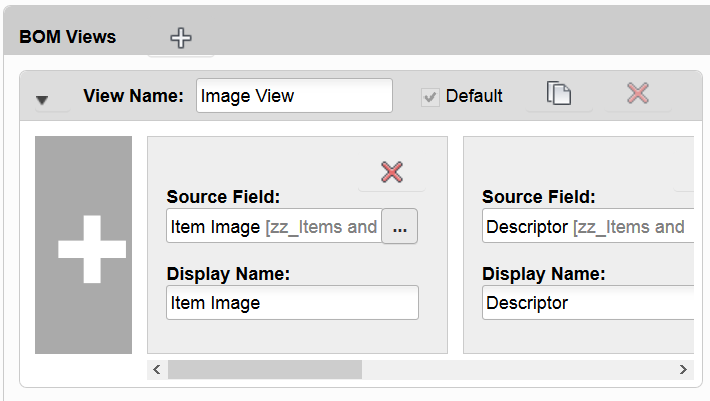 BOM Views
View Name: Image View Default
Source Field: Source Field:
Item Image [zz_Items and ... Descriptor [zz_Items and
Display Name: Display Name:
Item Image Descriptor